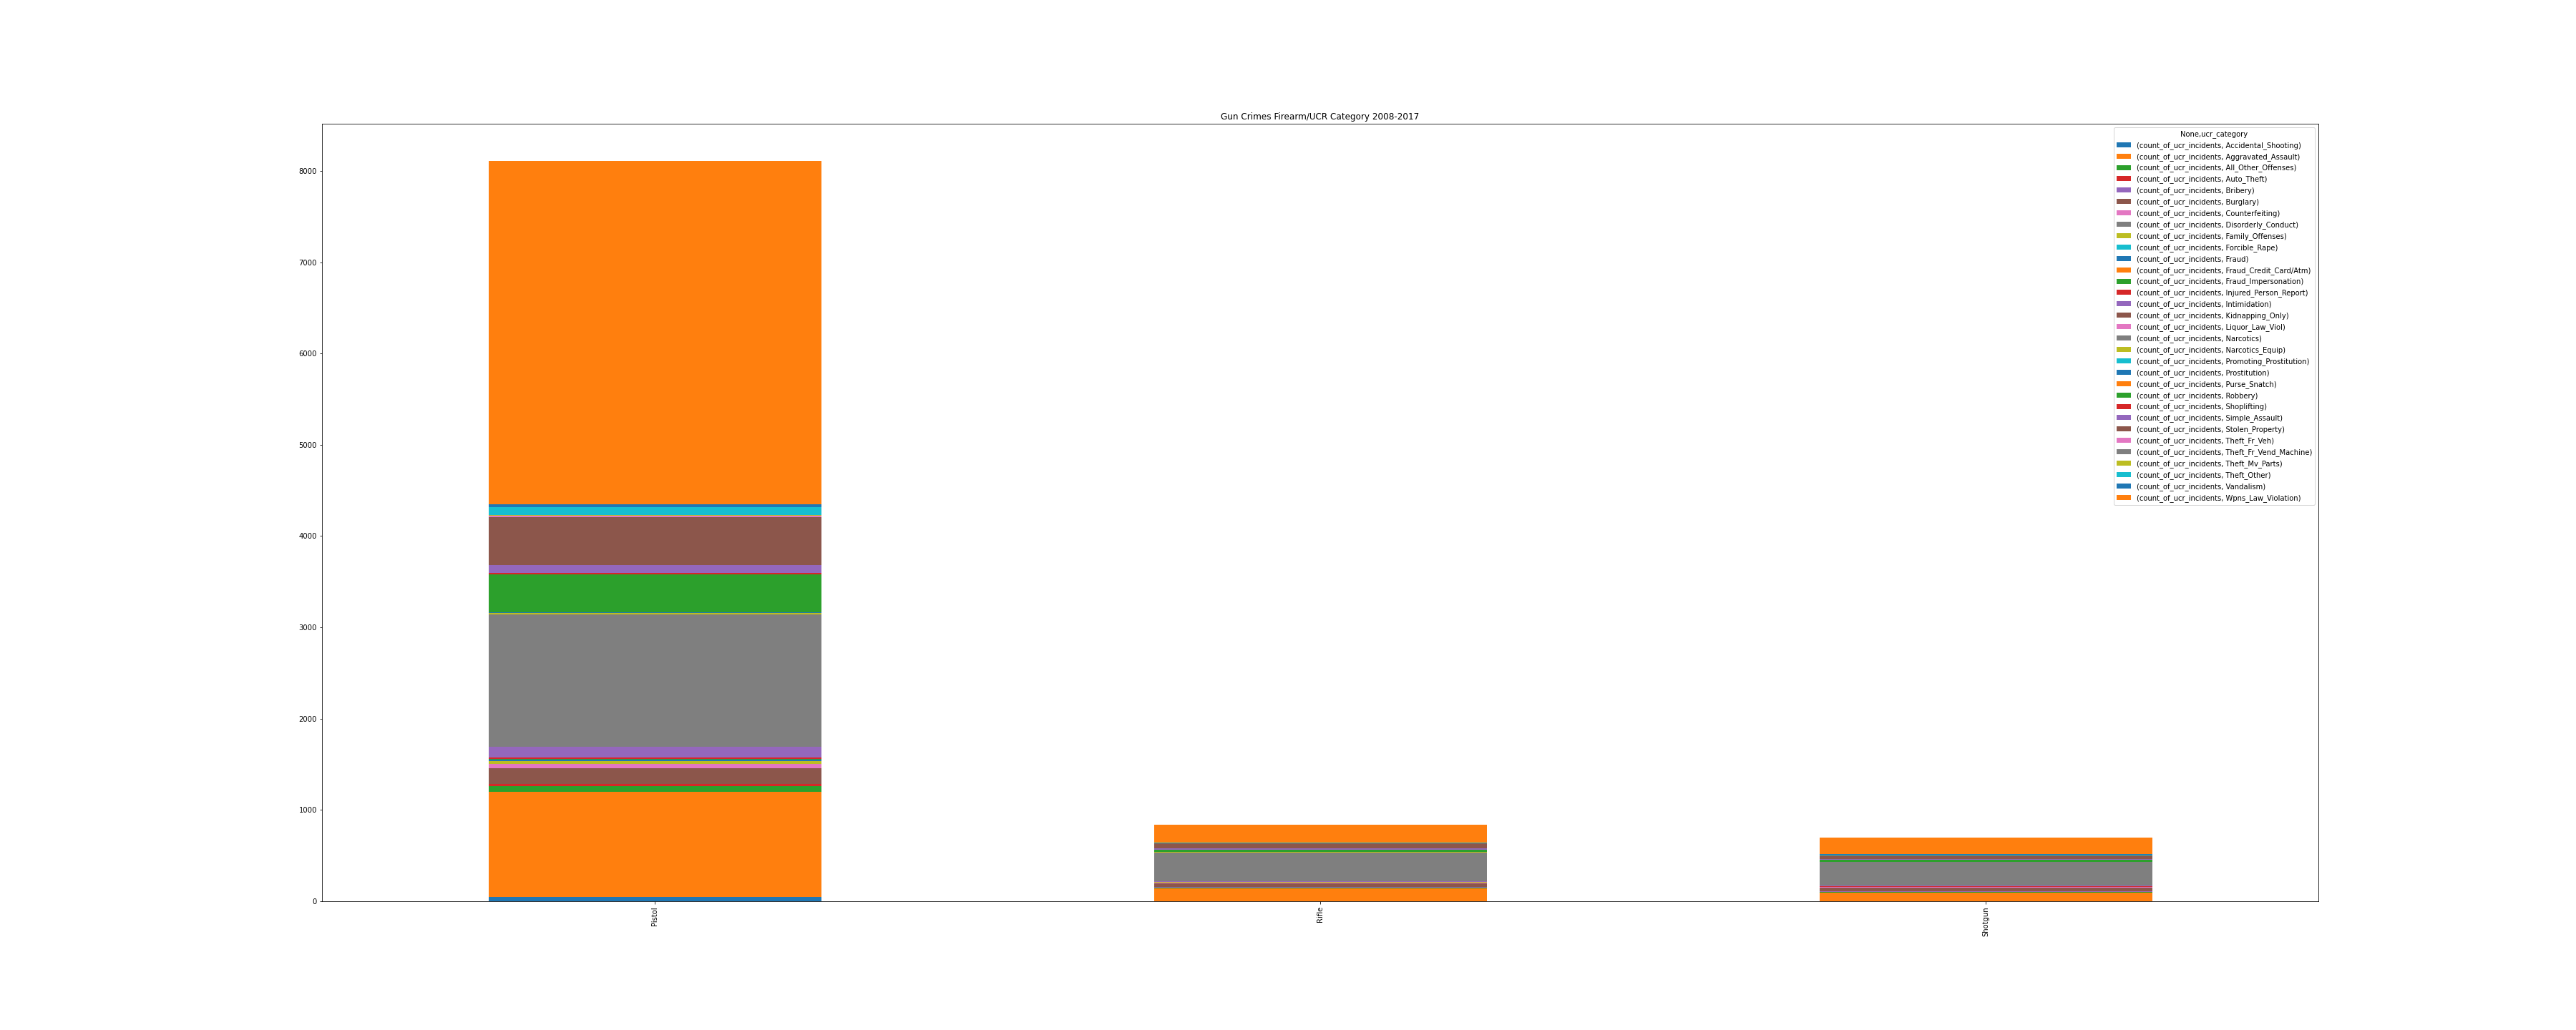 Gun Crimes Firearm/UCR Category 2008-2017
8000
7000
6000
5000
4000
3000
2000
1000
0
Pistol
Rifle
Shotgun
None,ucr_category
(count_of_ucr_incidents, Accidental_Shooting)
(count_of_ucr_incidents, Aggravated_Assault)
(count_of_ucr_incidents, All_Other_Offenses)
(count_of_ucr_incidents, Auto_Theft)
(count_of_ucr_incidents, Bribery)
(count_of_ucr_incidents, Burglary)
(count_of_ucr_incidents, Counterfeiting)
(count_of_ucr_incidents, Disorderly_Conduct)
(count_of_ucr_incidents, Family_Offenses)
(count_of_ucr_incidents, Forcible_Rape)
(count_of_ucr_incidents, Fraud)
(count_of_ucr_incidents, Fraud_Credit_Card/Atm)
(count_of_ucr_incidents, Fraud_Impersonation)
(count_of_ucr_incidents, Injured_Person_Report)
(count_of_ucr_incidents, Intimidation)
(count_of_ucr_incidents, Kidnapping_Only)
(count_of_ucr_incidents, Liquor_Law_Viol)
(count_of_ucr_incidents, Narcotics)
(count_of_ucr_incidents, Narcotics_Equip)
(count_of_ucr_incidents, Promoting_Prostitution)
(count_of_ucr_incidents, Prostitution)
(count_of_ucr_incidents, Purse_Snatch)
(count_of_ucr_incidents, Robbery)
(count_of_ucr_incidents, Shoplifting)
(count_of_ucr_incidents, Simple_Assault)
(count_of_ucr_incidents, Stolen_Property)
(count_of_ucr_incidents, Theft_Fr_Veh)
(count_of_ucr_incidents, Theft_Fr_Vend_Machine)
(count_of_ucr_incidents, Theft_Mv_Parts)
(count_of_ucr_incidents, Theft_Other)
(count_of_ucr_incidents, Vandalism)
(count_of_ucr_incidents, Wpns_Law_Violation)